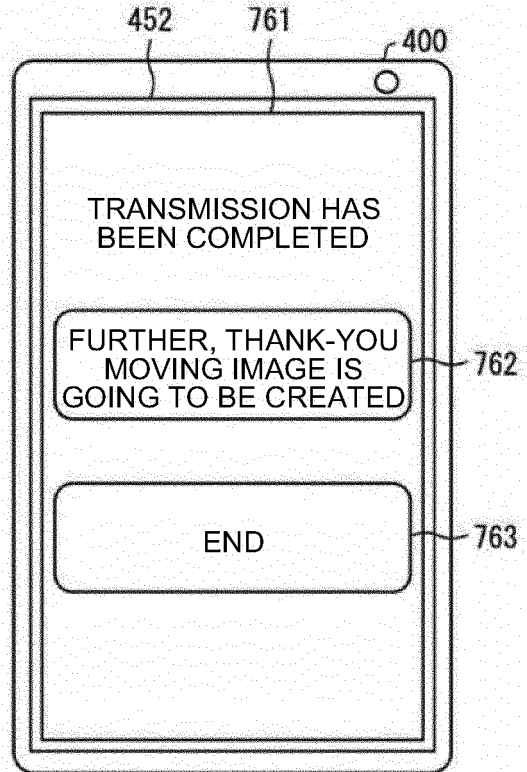 452
761
400
TRANSMISSION HAS
BEEN COMPLETED
FURTHER, THANK-YOU
MOVING IMAGE IS
GOING TO BE CREATED
762
END
763